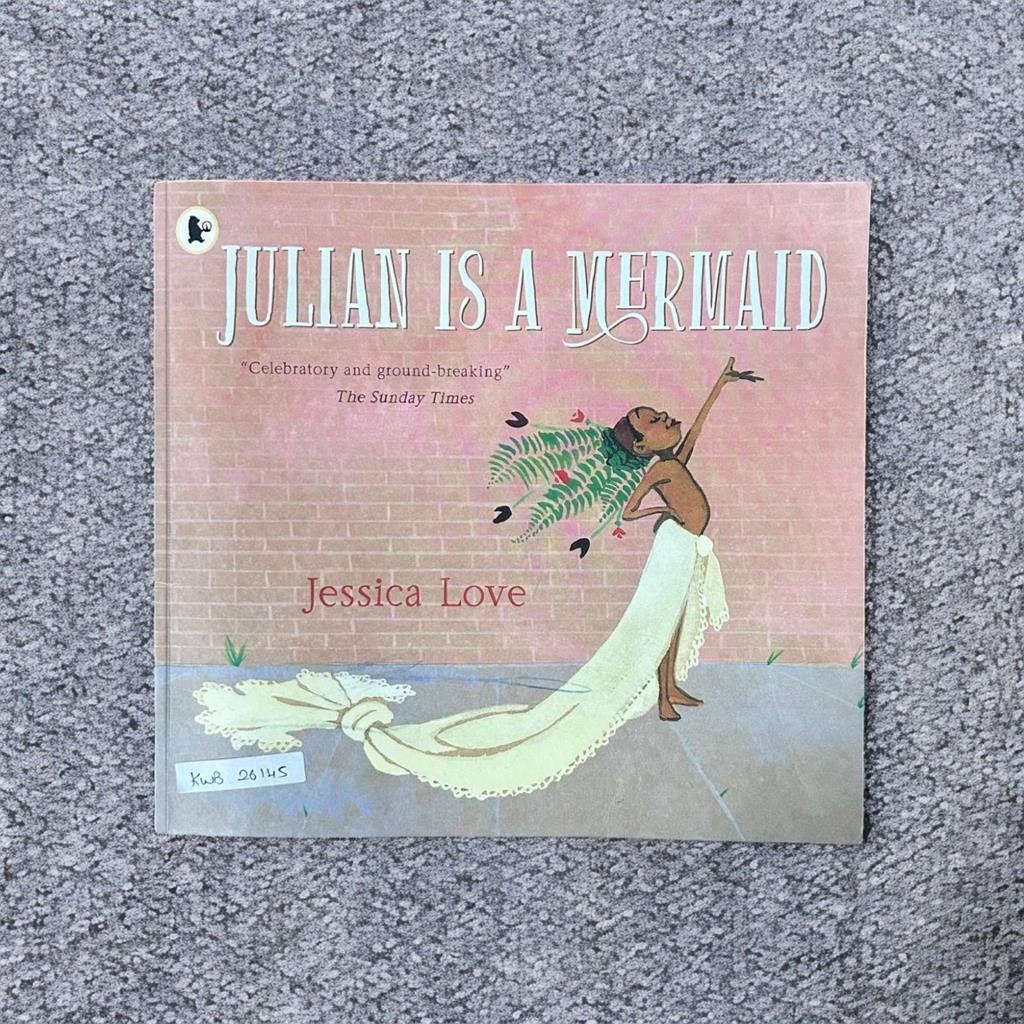 JULIAN IS A MERMAID
“Celebratory and ground-breaking”
The Sunday Times
Jessica Love
KWB 26145